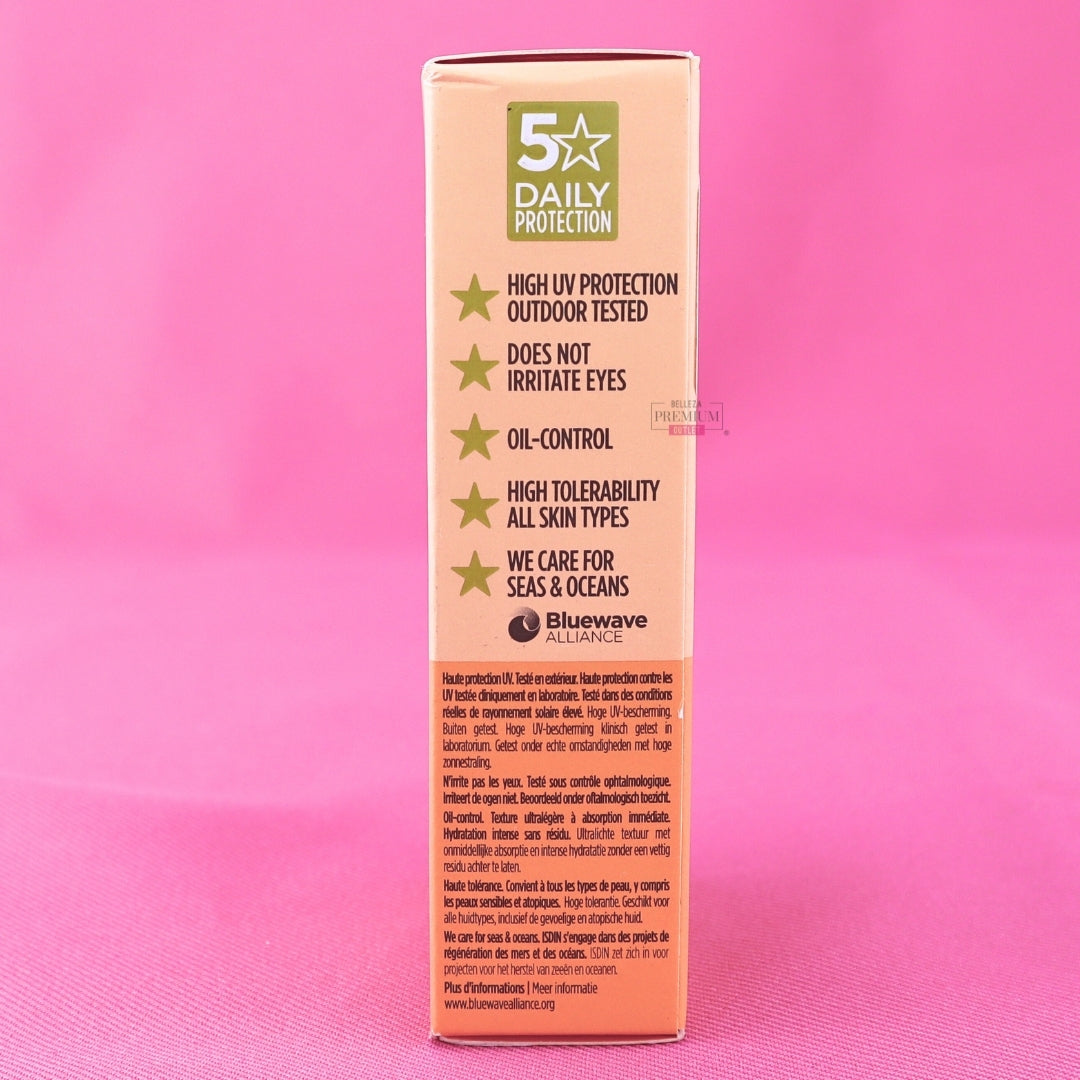 5
DAILY
PROTECTION
HIGH UV PROTECTION
OUTDOOR TESTED
DOES NOT
IRRITATE EYES
BELLEZA
PREMIUM
OUTLET
®
OIL-CONTROL
HIGH TOLERABILITY
ALL SKIN TYPES
WE CARE FOR
SEAS & OCEANS
Bluewave
ALLIANCE
Haute protection UV. Testé en extérieur. Haute protection contre les
UV testée cliniquement en laboratoire. Testé dans des conditions
réelles de rayonnement solaire élevé. Hoge UV-bescherming.
Buiten getest. Hoge UV-bescherming klinisch getest in
laboratorium. Getest onder echte omstandigheden met hoge
zonnestraling.
N'irrite pas les yeux. Testé sous contrôle ophtalmologique.
Irriteert de ogen niet. Beoordeeld onder oftalmologisch toezicht.
Oil-control. Texture ultralégère à absorption immédiate.
Hydratation intense sans résidu. Ultralichte textuur met
onmiddellijke absorptie en intense hydratatie zonder een vettig
residu achter te laten.
Haute tolérance. Convient à tous les types de peau, y compris
les peaux sensibles et atopiques. Hoge tolerantie. Geschikt voor
alle huidtypes, inclusief de gevoelige en atopische huid.
We care for seas & oceans. ISDIN s'engage dans des projets de
régénération des mers et des océans. ISDIN zet zich in voor
projecten voor het herstel van zeeën en oceanen.
Plus d'informations | Meer informatie
www.bluewavealliance.org